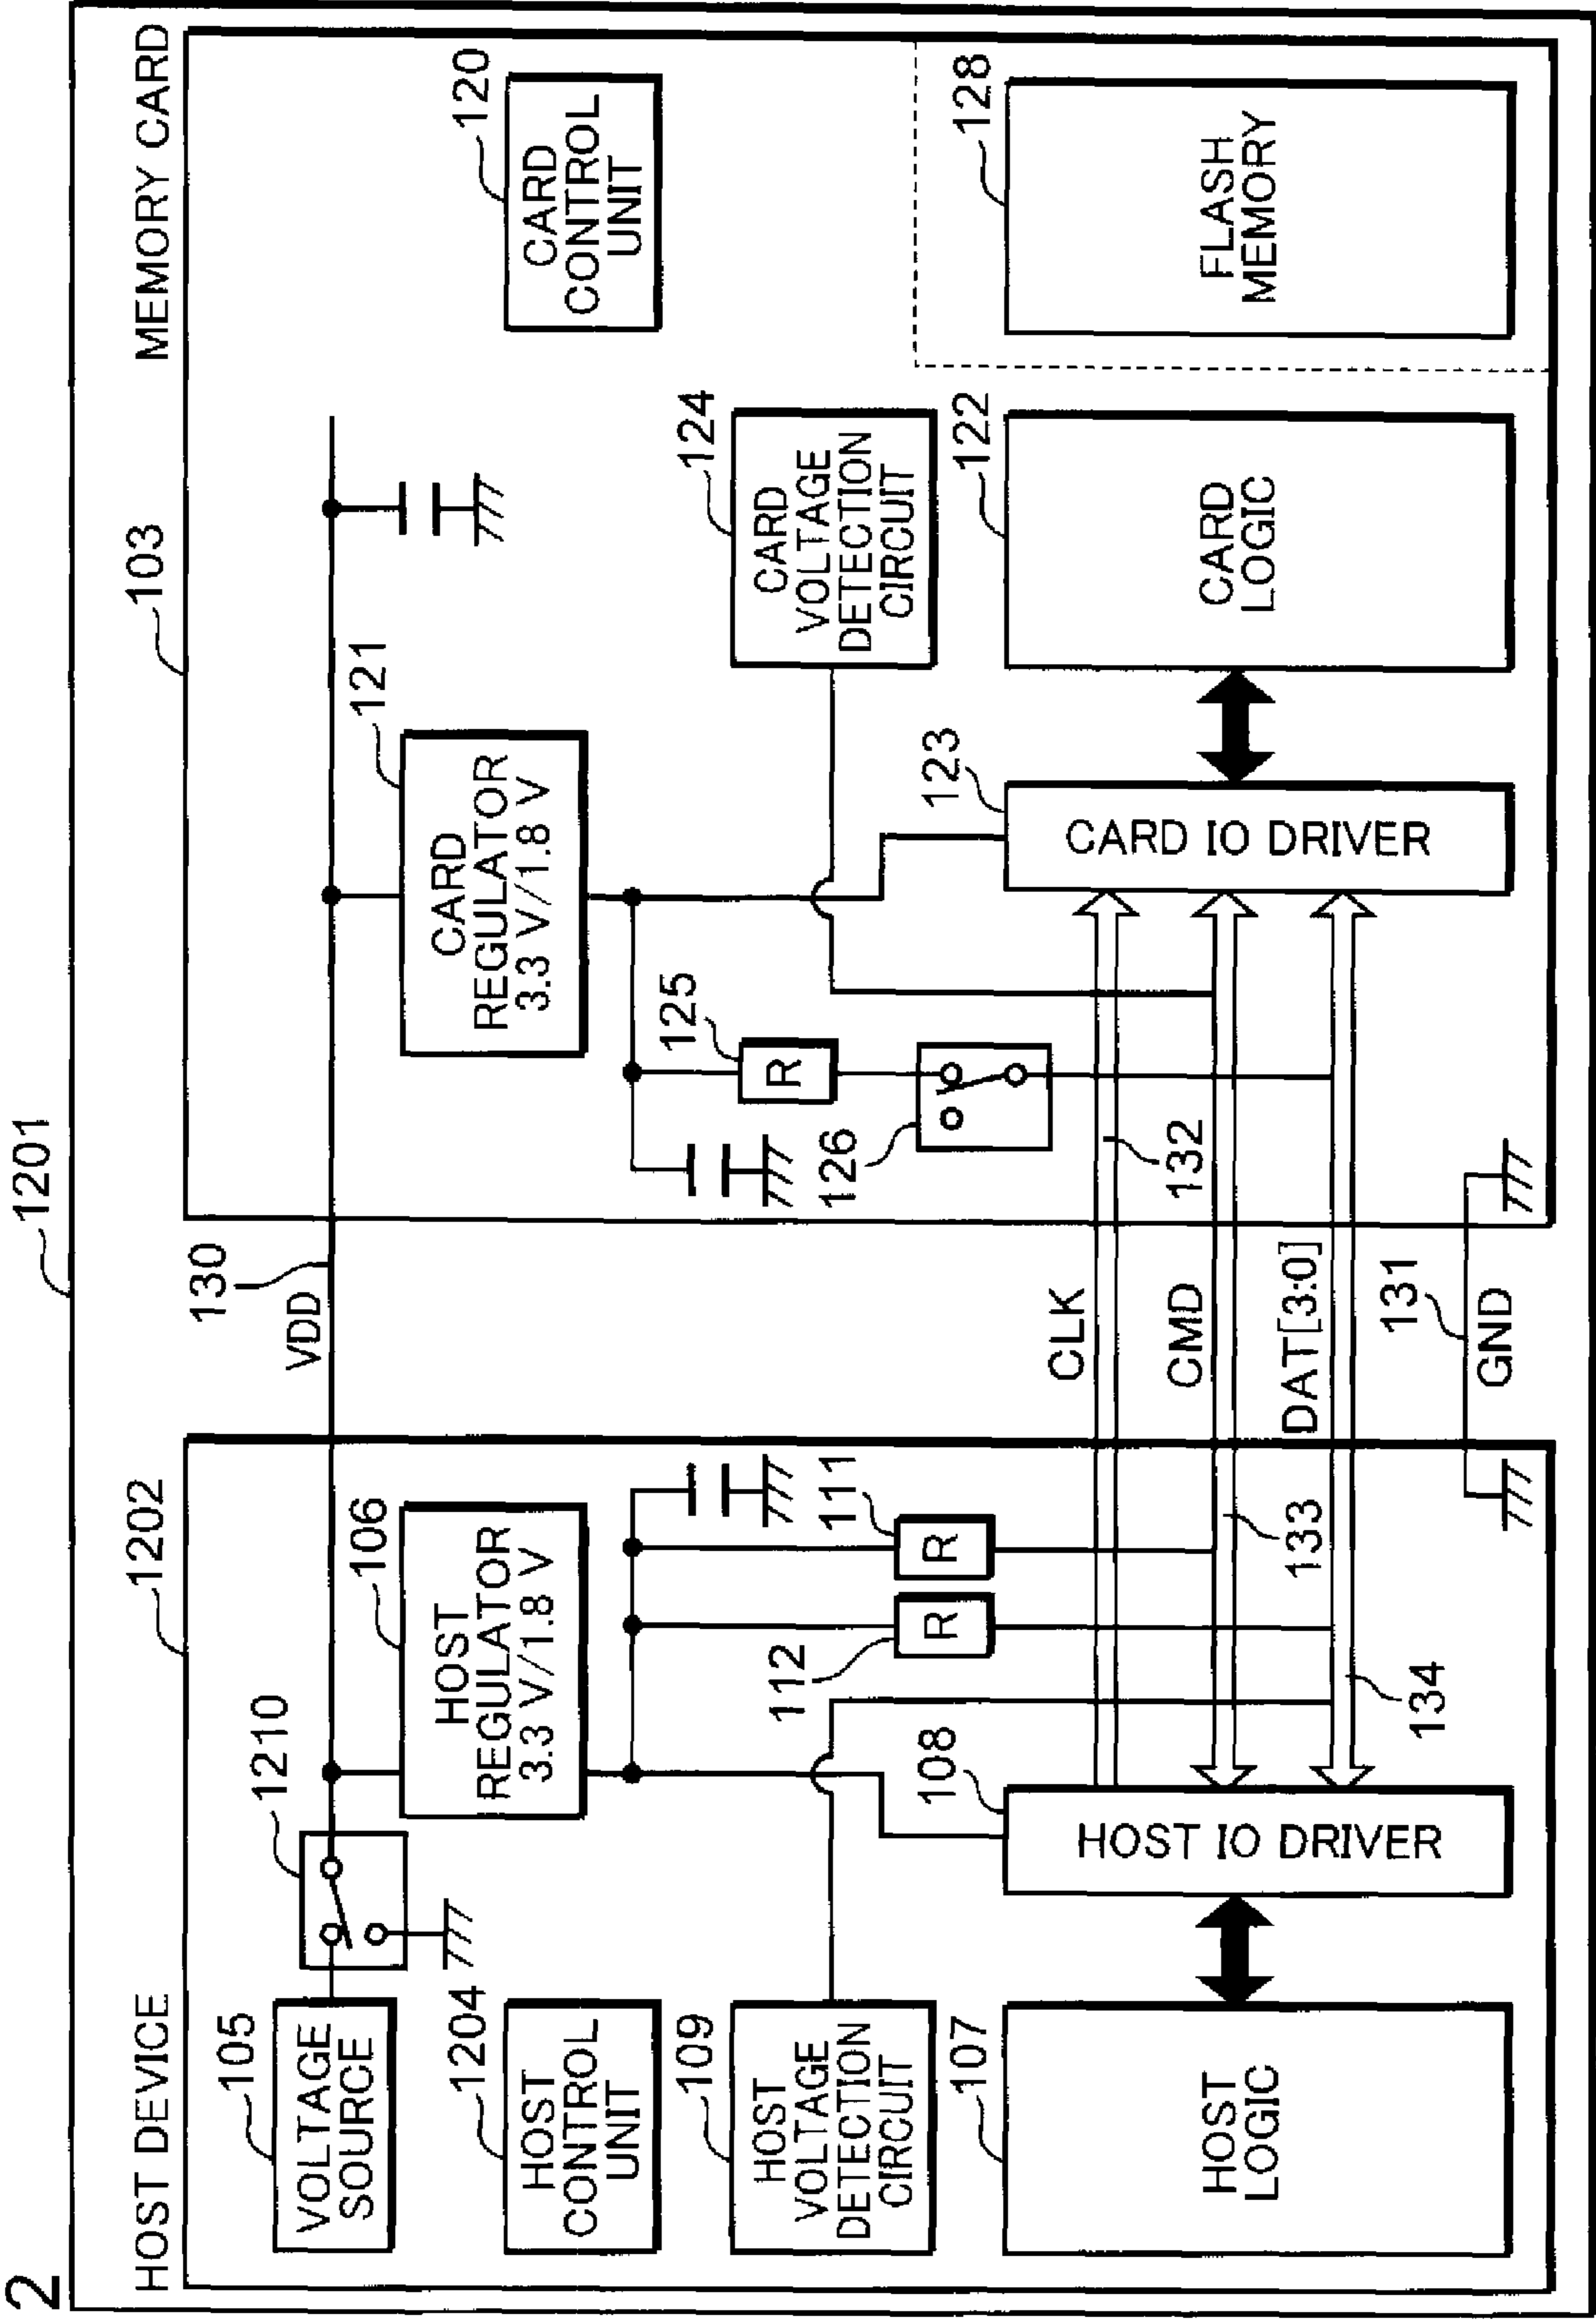 2
1201
HOST DEVICE
1202
103
MEMORY CARD
105
VOLTAGE
SOURCE
1210
VDD
130
106
HOST
REGULATOR
3.3 V/1.8 V
121
CARD
REGULATOR
3.3 V/1.8 V
120
CARD
CONTROL
UNIT
1204
HOST
CONTROL
UNIT
109
HOST
VOLTAGE
DETECTION
CIRCUIT
112
R
111
R
125
R
126
124
CARD
VOLTAGE
DETECTION
CIRCUIT
107
HOST
LOGIC
108
HOST IO DRIVER
CLK
132
CMD
133
DAT[3:0]
134
131
GND
123
CARD IO DRIVER
122
CARD
LOGIC
128
FLASH
MEMORY